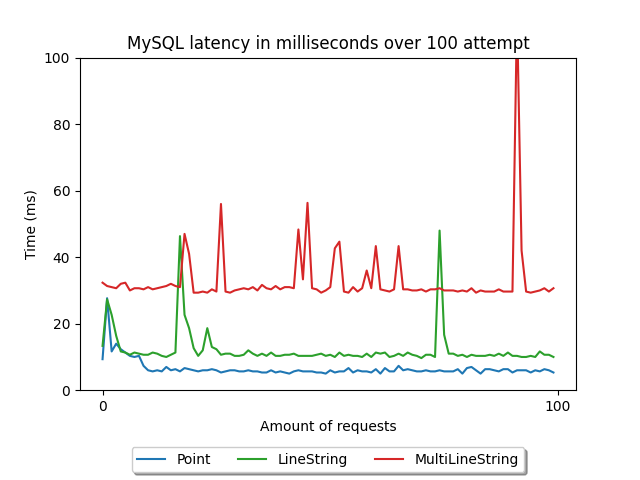 MySQL latency in milliseconds over 100 attempt
100
80
60
40
20
0
Time (ms)
0 100
Amount of requests
Point LineString MultiLineString